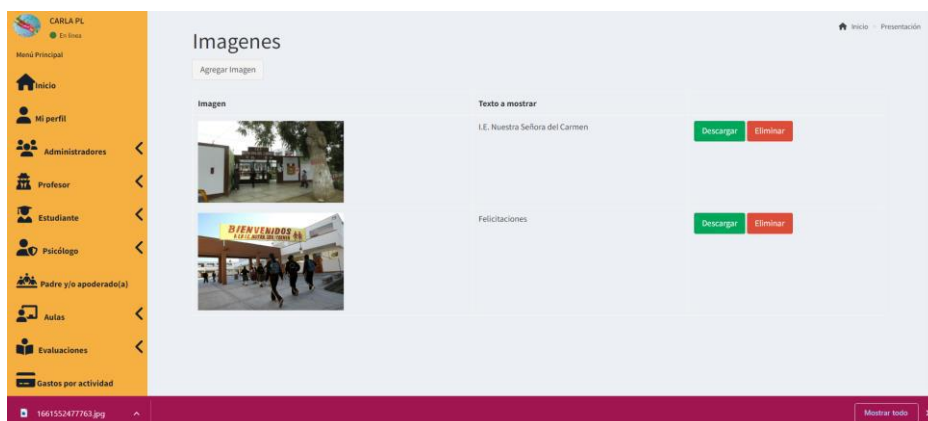 CARLA PL
En línea
Menú Principal
Inicio
Mi perfil
Administradores
Profesor
Estudiante
Psicólogo
Padre y/o apoderado(a)
Aulas
Evaluaciones
Gastos por actividad
Inicio > Presentación
Imagenes
Agregar Imagen
Imagen
Texto a mostrar
I.E. Nuestra Señora del Carmen
Descargar
Eliminar
BIENVENIDOS
Felicitaciones
Descargar
Eliminar
1661552477763.jpg
Mostrar todo